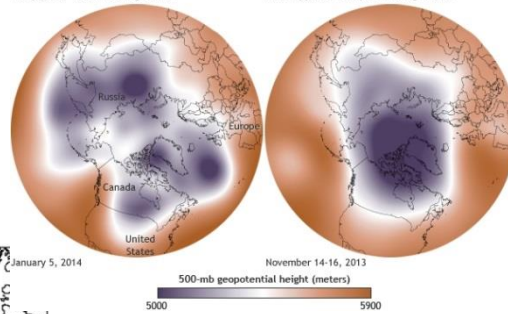 Russia
Europe
Canada
United
States
January 5, 2014
November 14-16, 2013
500-mb geopotential height (meters)
5000
5900